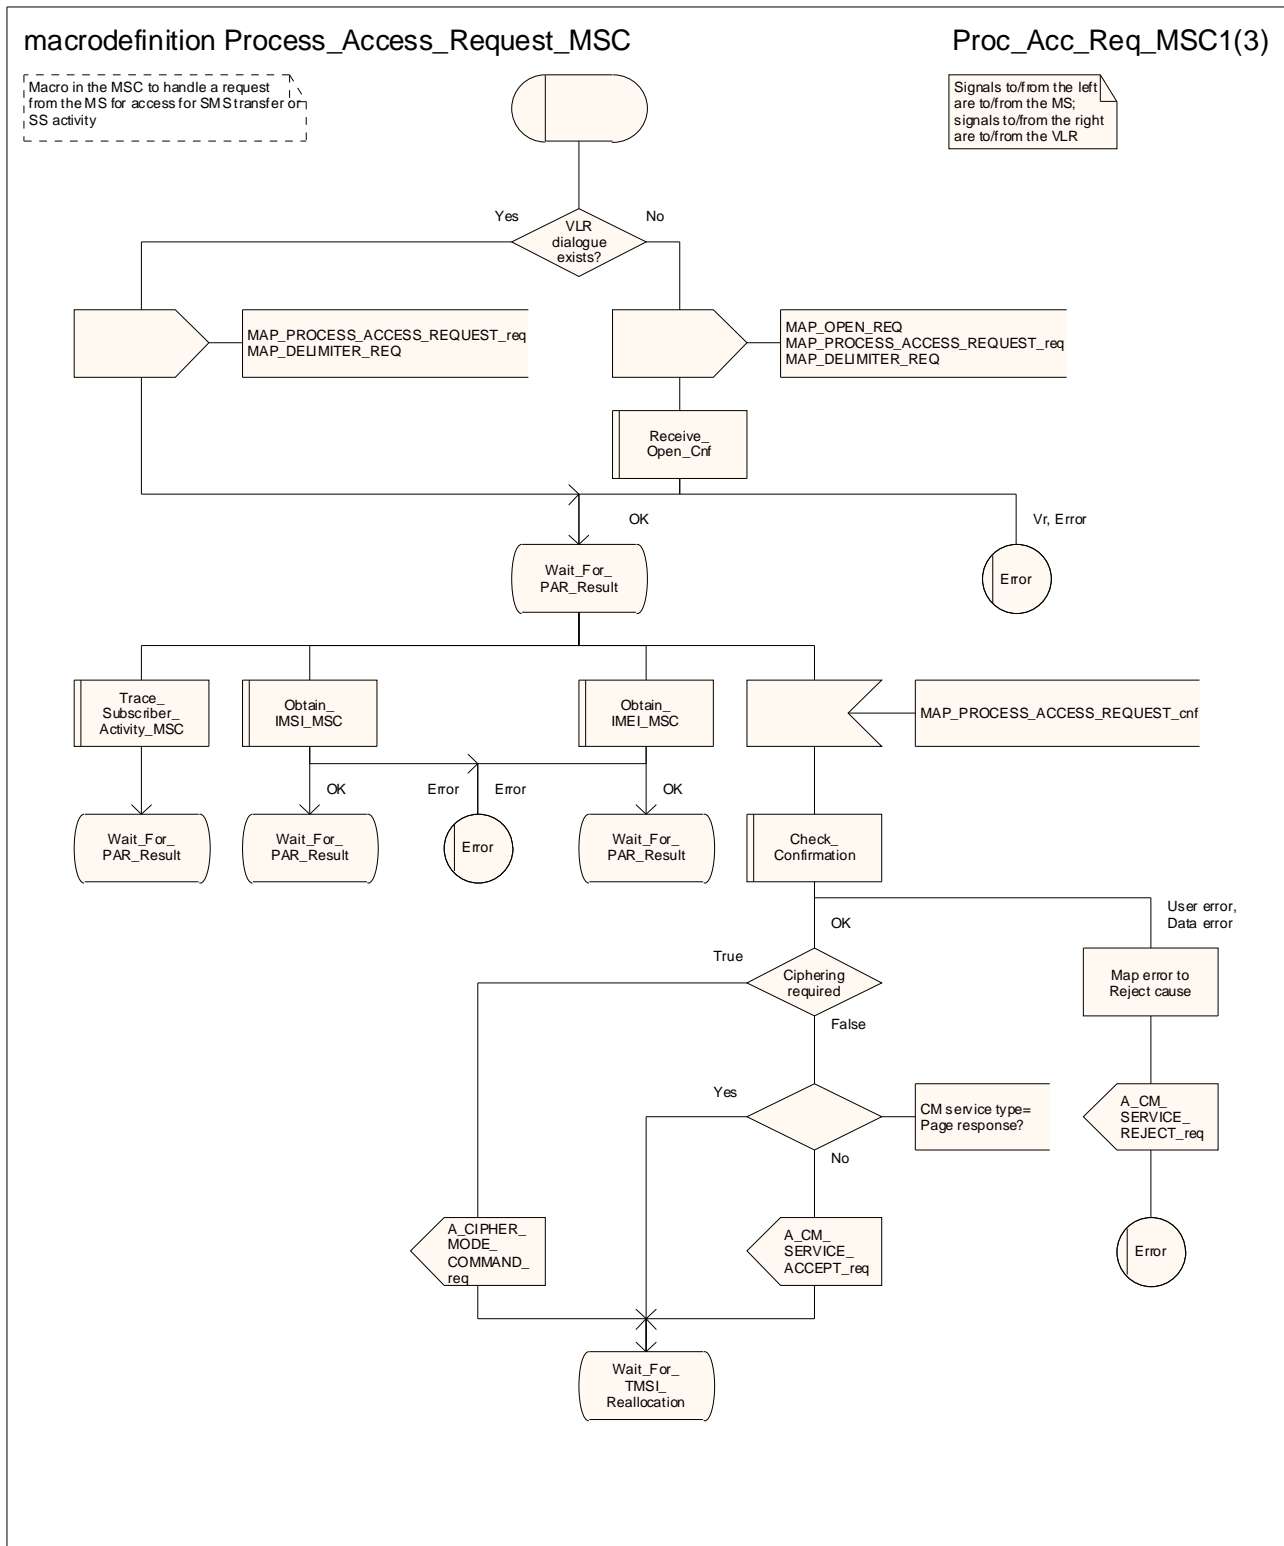 macrodefinition Process_Access_Request_MSC
Proc_Acc_Req_MSC1(3)
Macro in the MSC to handle a request
from the MS for access for SMS transfer or
SS activity
Signals to/from the left
are to/from the MS;
signals to/from the right
are to/from the VLR
Yes
No
VLR
dialogue
exists?
MAP_PROCESS_ACCESS_REQUEST_req
MAP_DELIMITER_REQ
MAP_OPEN_REQ
MAP_PROCESS_ACCESS_REQUEST_req
MAP_DELIMITER_REQ
Receive_
Open_Cnf
OK
Vr, Error
Wait_For_
PAR_Result
Error
Trace_
Subscriber_
Activity_MSC
Obtain_
IMSI_MSC
Obtain_
IMEI_MSC
MAP_PROCESS_ACCESS_REQUEST_cnf
OK
Error
Error
OK
Wait_For_
PAR_Result
Wait_For_
PAR_Result
Error
Wait_For_
PAR_Result
Check_
Confirmation
User error,
Data error
OK
True
Ciphering
required
Map error to
Reject cause
False
Yes
CM service type=
Page response?
A_CM_
SERVICE_
REJECT_req
No
A_CIPHER_
MODE_
COMMAND_
req
A_CM_
SERVICE_
ACCEPT_req
Error
Wait_For_
TMSI_
Reallocation